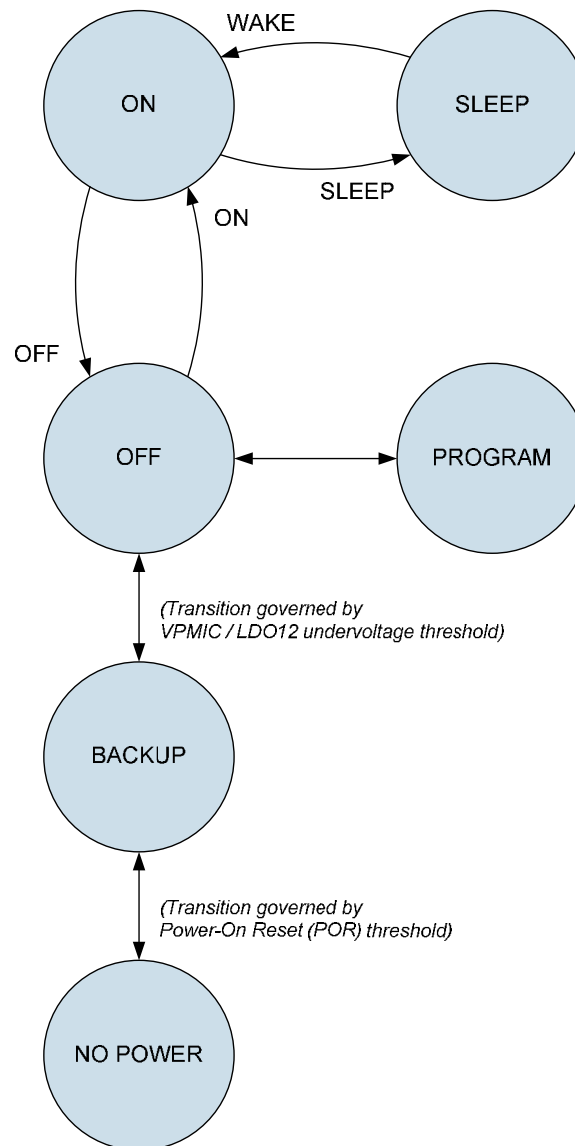 WAKE
ON
SLEEP
SLEEP
ON
OFF
OFF
PROGRAM
(Transition governed by
VPMIC / LDO12 undervoltage threshold)
BACKUP
(Transition governed by
Power-On Reset (POR) threshold)
NO POWER